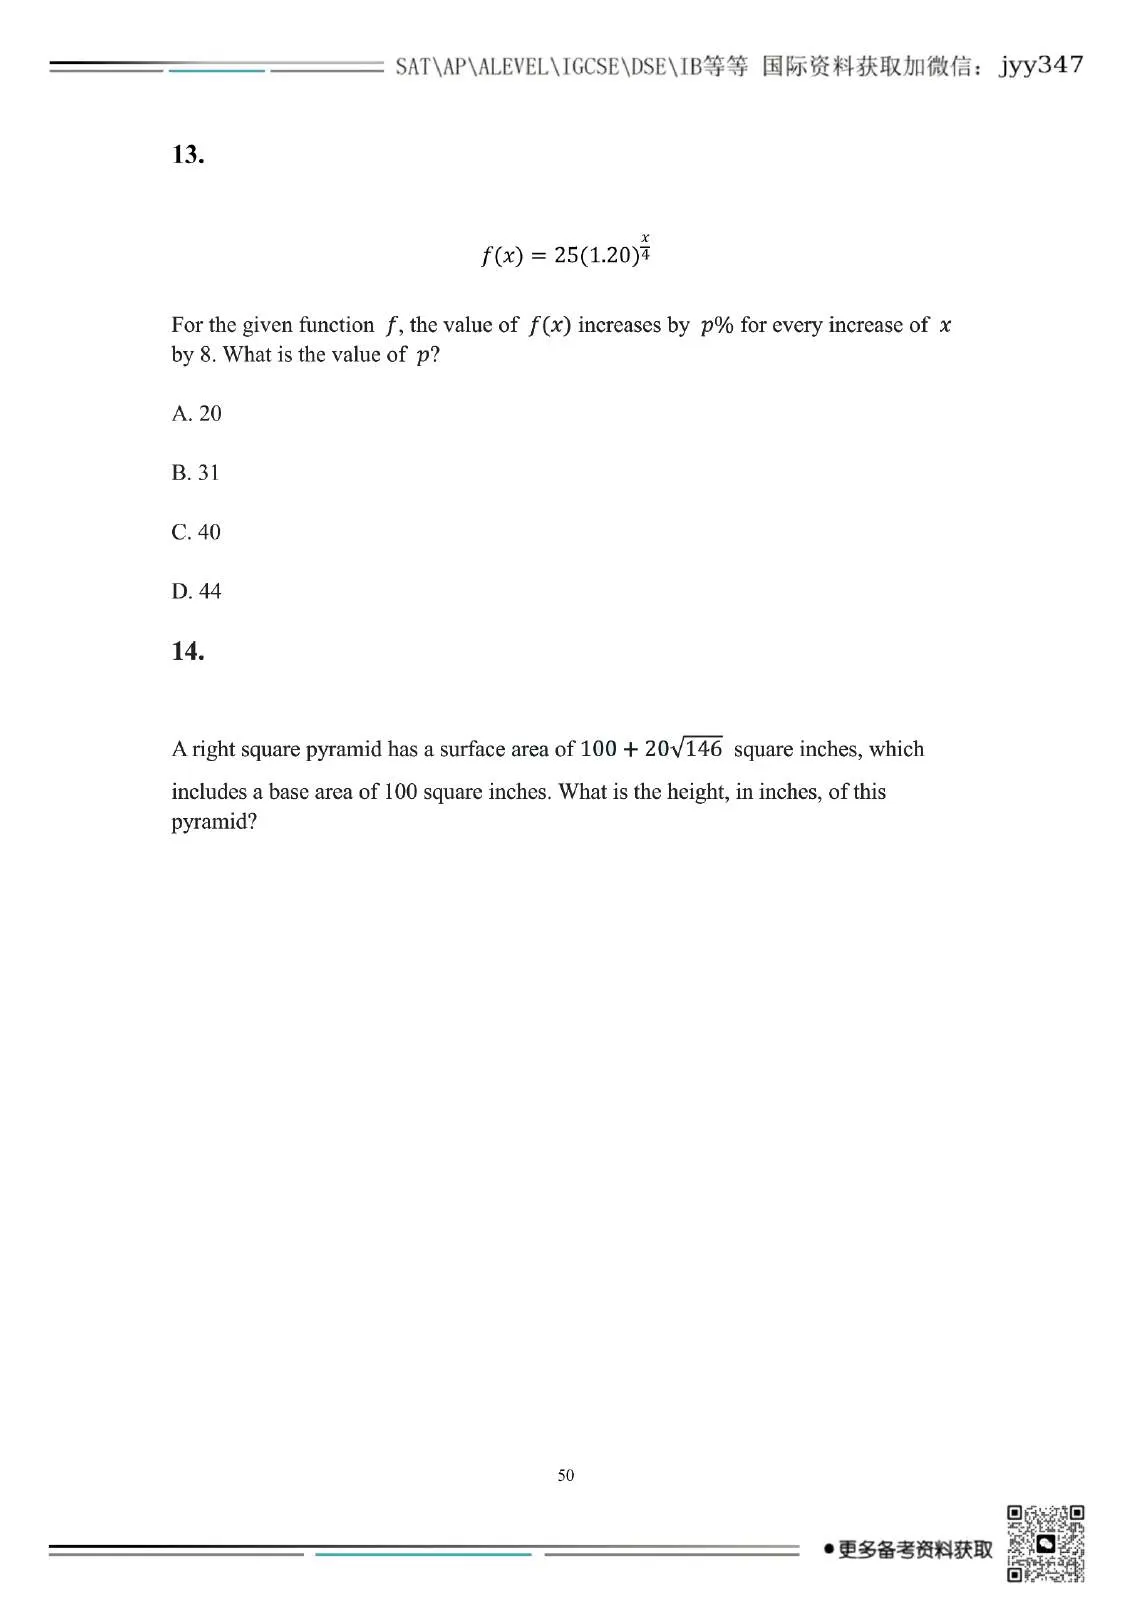 SAT\AP\ALEVEL\IGCSE\DSE\IB等等 国际资料获取加微信: jyy347
13.
f(x) = 25(1.20)^{x/4}
For the given function f, the value of f(x) increases by p% for every increase of x
by 8. What is the value of p?
A. 20
B. 31
C. 40
D. 44
14.
A right square pyramid has a surface area of 100 + 20√146 square inches, which
includes a base area of 100 square inches. What is the height, in inches, of this
pyramid?
50
●更多备考资料获取